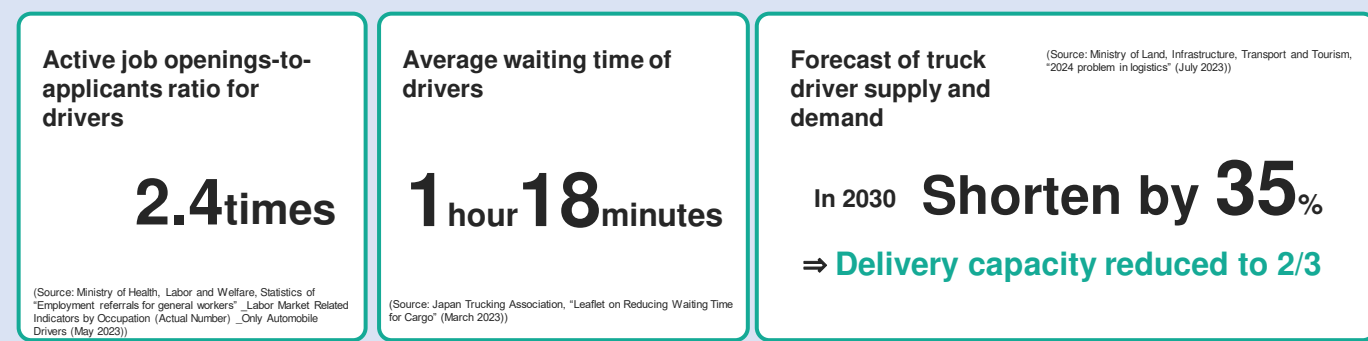 Active job openings-to-
applicants ratio for
drivers
2.4times
(Source: Ministry of Health, Labor and Welfare, Statistics of
"Employment referrals for general workers" _Labor Market Related
Indicators by Occupation (Actual Number) _Only Automobile
Drivers (May 2023))
Average waiting time of
drivers
1hour18minutes
(Source: Japan Trucking Association, "Leaflet on Reducing Waiting Time
for Cargo" (March 2023))
Forecast of truck
driver supply and
demand
(Source: Ministry of Land, Infrastructure, Transport and Tourism,
"2024 problem in logistics" (July 2023))
In 2030 Shorten by 35%
⇒ Delivery capacity reduced to 2/3